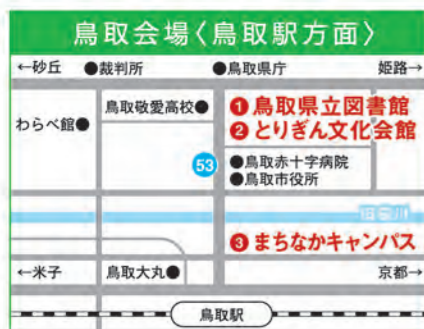 鳥取会場〈鳥取駅方面〉
←砂丘 ●裁判所 ●鳥取県庁 姫路→
鳥取敬愛高校●
わらべ館●
❶ 鳥取県立図書館
❷ とりぎん文化会館
53
●鳥取赤十字病院
●鳥取市役所
❸ まちなかキャンパス
←米子 鳥取大丸● 京都→
鳥取駅